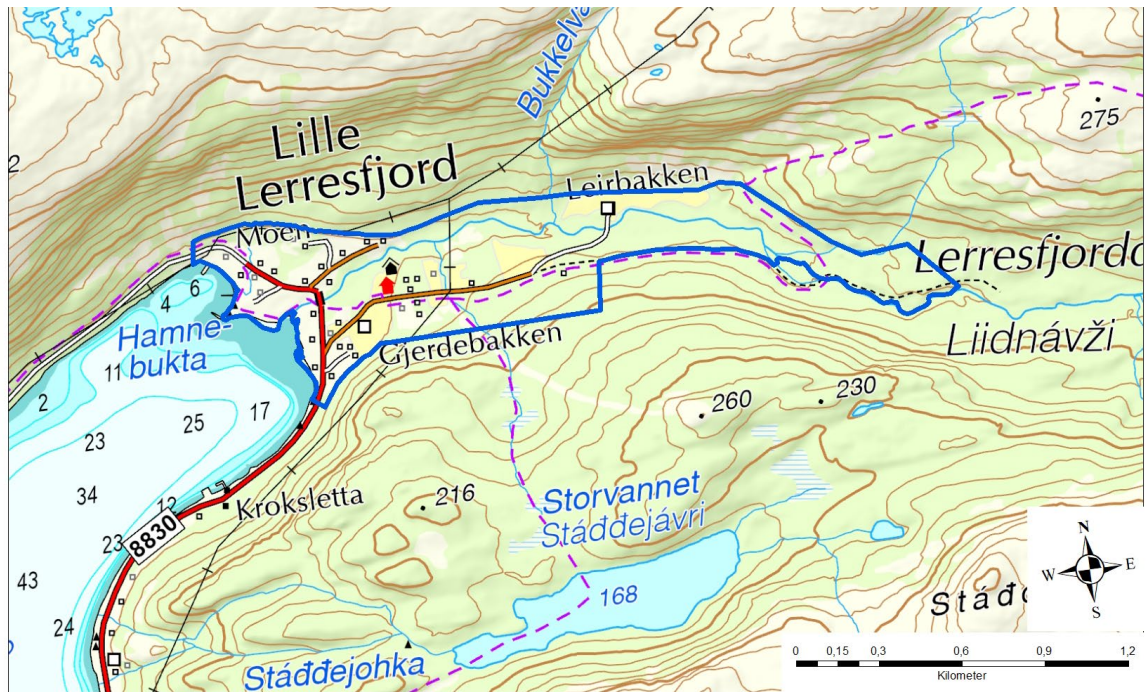 Bukkelva
275
2
Lille
Lerresfjord
Leirbakken
Moen
Lerresfjordd
4
6
Hamne-
bukta
Gjerdebakken
Liidnávži
11
2
25
17
23
260
230
34
Storvannet
Stáđđejávri
216
12
Kroksletta
8830
23
43
N
W
E
S
168
24
Stáđđejohka
0
0,15
0,3
0,6
0,9
1,2
Kilometer